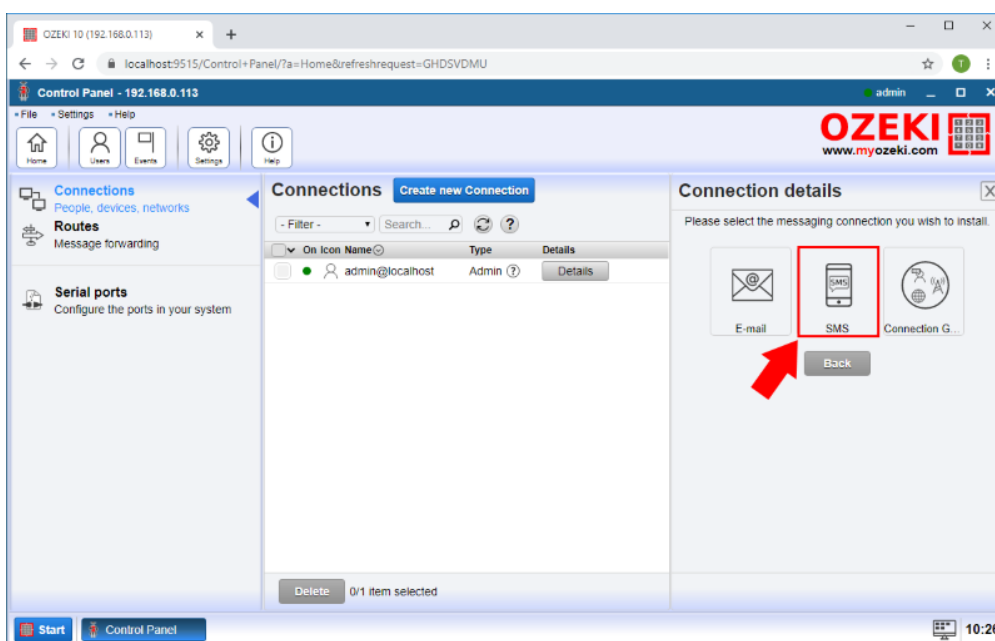 OZEKI 10 (192.168.0.113)
localhost:9515/Control+Panel/?a=Home&refreshrequest=GHDSVDMU
T
Control Panel - 192.168.0.113
admin
File Settings Help
Home Users Events Settings Help
OZEKI
www.myozeki.com
Connections
People, devices, networks
Routes
Message forwarding
Serial ports
Configure the ports in your system
Connections Create new Connection
- Filter - Search...
On Icon Name Type Details
admin@localhost Admin ? Details
Delete 0/1 item selected
Connection details
Please select the messaging connection you wish to install.
SMS
E-mail SMS Connection G...
Back
Start Control Panel 10:26